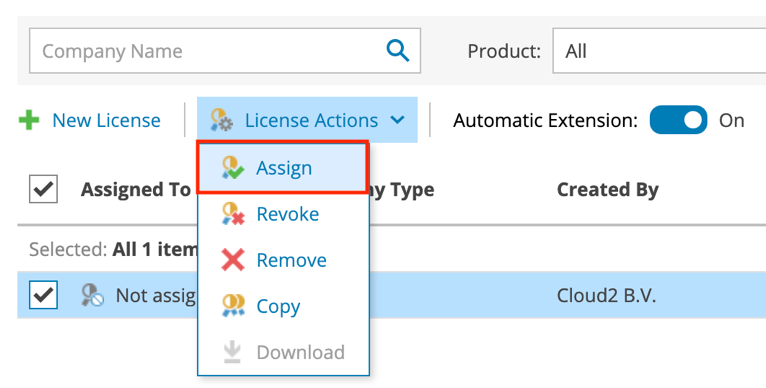 Company Name
Product: All
New License
License Actions
Automatic Extension: On
Assign
Assigned To
Type
Created By
Revoke
Selected: All 1 item
Remove
Not assig
Cloud2 B.V.
Copy
Download